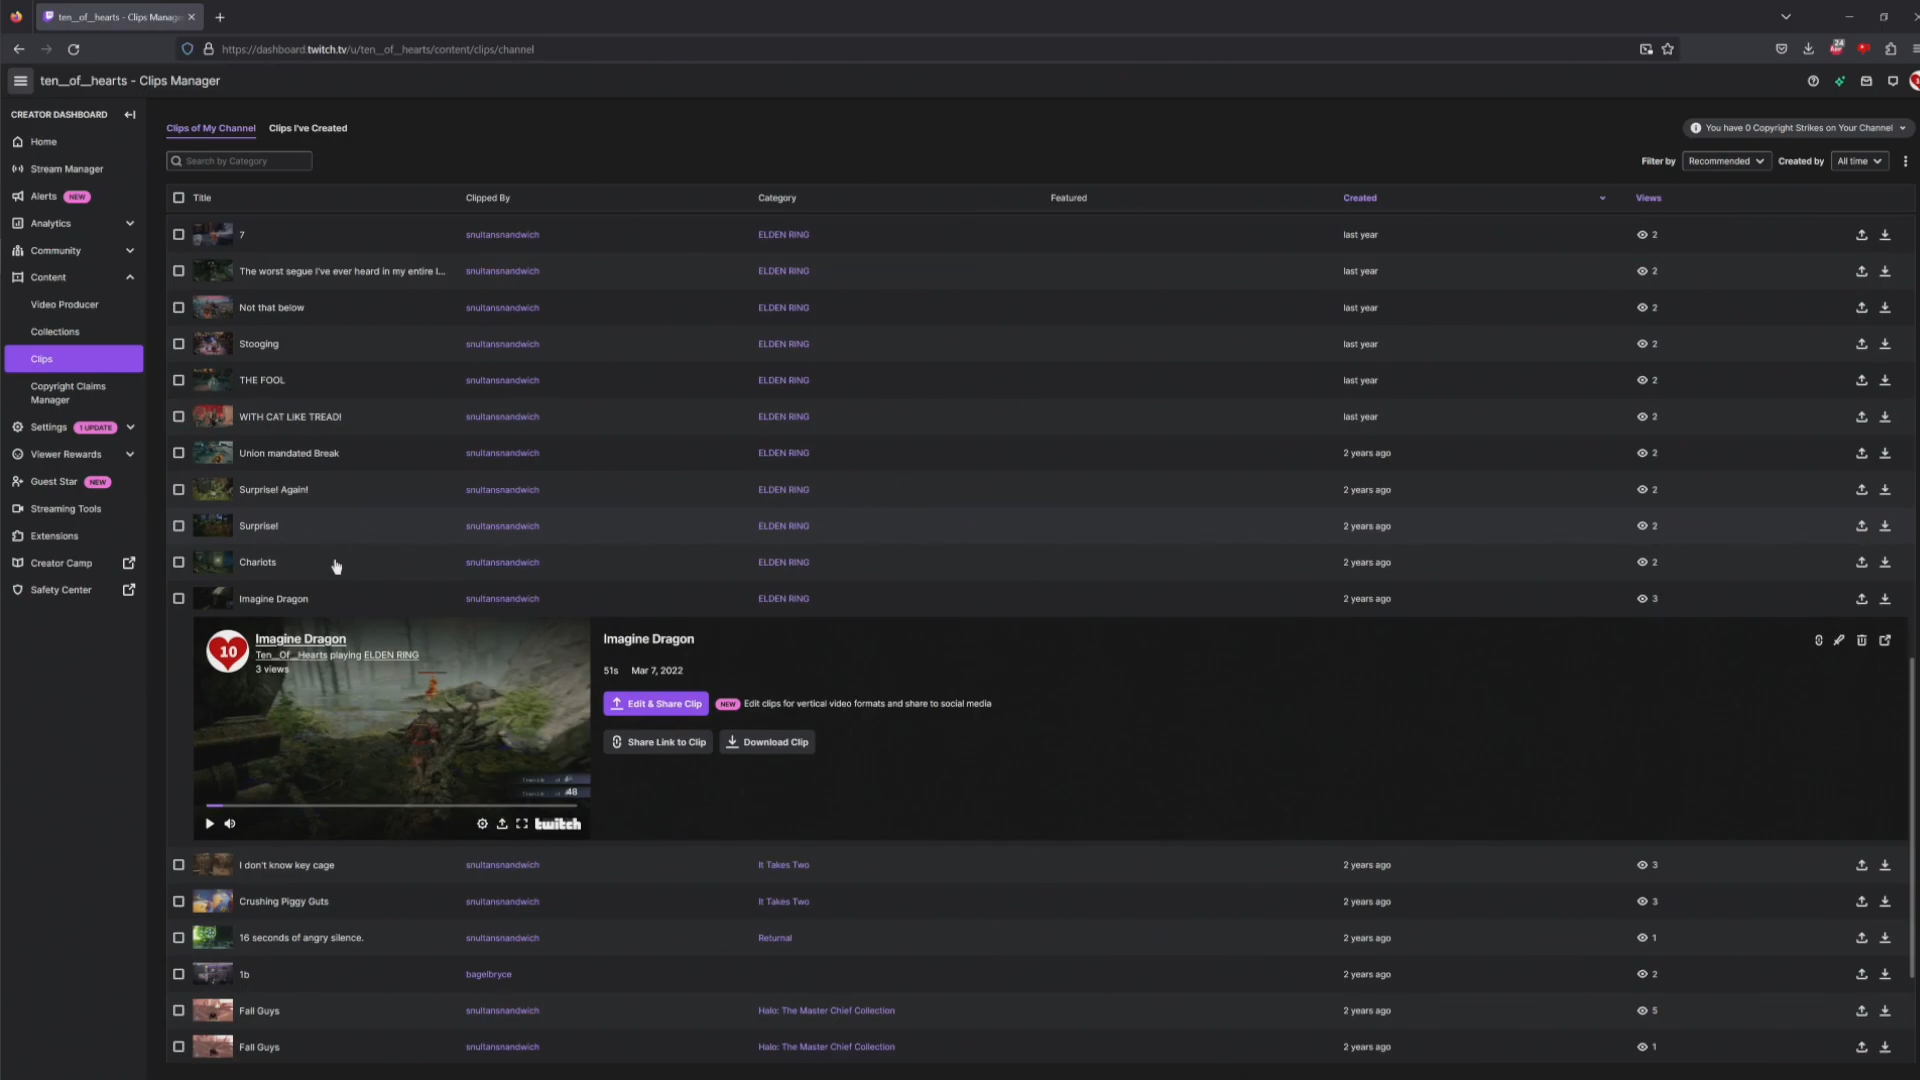 ten__of__hearts - Clips Manag
https://dashboard.twitch.tv/u/ten__of__hearts/content/clips/channel
24
ten__of__hearts - Clips Manager
CREATOR DASHBOARD
Home
Stream Manager
Alerts NEW
Analytics
Community
Content
Video Producer
Collections
Clips
Copyright Claims
Manager
Settings 1 UPDATE
Viewer Rewards
Guest Star NEW
Streaming Tools
Extensions
Creator Camp
Safety Center
Clips of My Channel Clips I've Created
You have 0 Copyright Strikes on Your Channel
Search by Category
Filter by Recommended Created by All time
Title Clipped By Category Featured Created Views
7 snultansnandwich ELDEN RING last year 2
The worst segue I've ever heard in my entire l... snultansnandwich ELDEN RING last year 2
Not that below snultansnandwich ELDEN RING last year 2
Stooging snultansnandwich ELDEN RING last year 2
THE FOOL snultansnandwich ELDEN RING last year 2
WITH CAT LIKE TREAD! snultansnandwich ELDEN RING last year 2
Union mandated Break snultansnandwich ELDEN RING 2 years ago 2
Surprise! Again! snultansnandwich ELDEN RING 2 years ago 2
Surprise! snultansnandwich ELDEN RING 2 years ago 2
Chariots snultansnandwich ELDEN RING 2 years ago 2
Imagine Dragon snultansnandwich ELDEN RING 2 years ago 3
10
Imagine Dragon
Ten__Of__Hearts playing ELDEN RING
3 views
48
twitch
Imagine Dragon
51s Mar 7, 2022
Edit & Share Clip NEW Edit clips for vertical video formats and share to social media
Share Link to Clip Download Clip
I don't know key cage snultansnandwich It Takes Two 2 years ago 3
Crushing Piggy Guts snultansnandwich It Takes Two 2 years ago 3
16 seconds of angry silence. snultansnandwich Returnal 2 years ago 1
1b bagelbryce 2 years ago 2
Fall Guys snultansnandwich Halo: The Master Chief Collection 2 years ago 5
Fall Guys snultansnandwich Halo: The Master Chief Collection 2 years ago 1